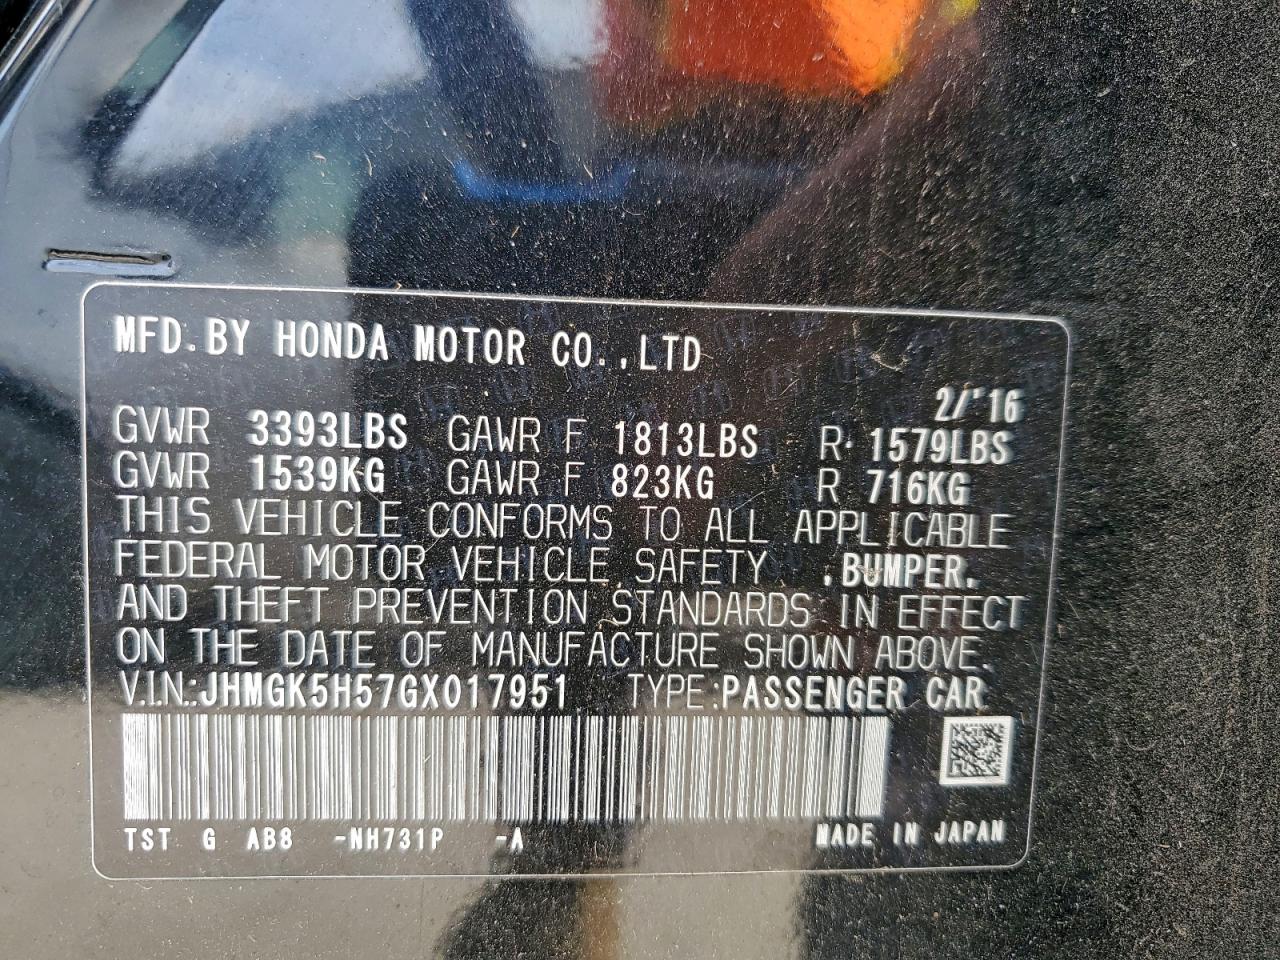 MFD.BY HONDA MOTOR CO.,LTD
2/'16
GVWR 3393LBS GAWR F 1813LBS R 1579LBS
GVWR 1539KG GAWR F 823KG R 716KG
THIS VEHICLE CONFORMS TO ALL APPLICABLE
FEDERAL MOTOR VEHICLE SAFETY ,BUMPER,
AND THEFT PREVENTION STANDARDS IN EFFECT
ON THE DATE OF MANUFACTURE SHOWN ABOVE.
V.I.N.:JHMGK5H57GX017951 TYPE:PASSENGER CAR
TST G AB8 -NH731P -A MADE IN JAPAN